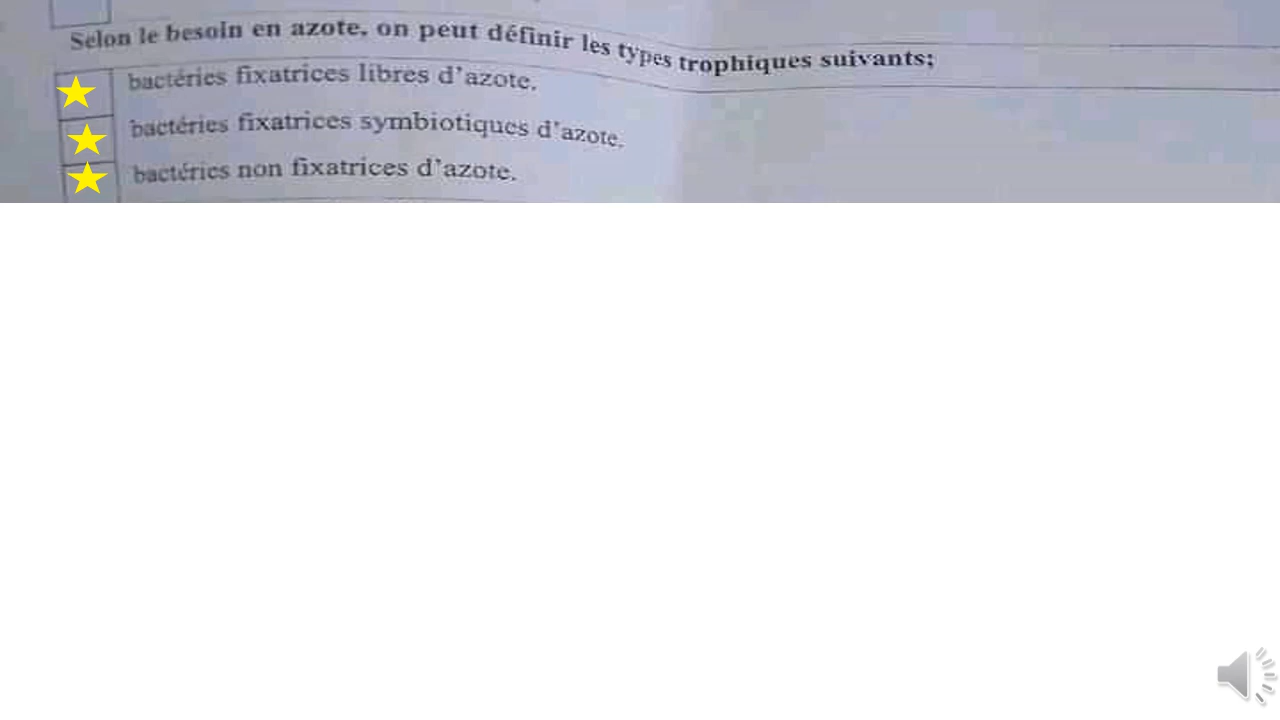 Selon le besoin en azote, on peut définir les types trophiques suivants;
bactéries fixatrices libres d'azote.
bactéries fixatrices symbiotiques d'azote.
bactéries non fixatrices d'azote.